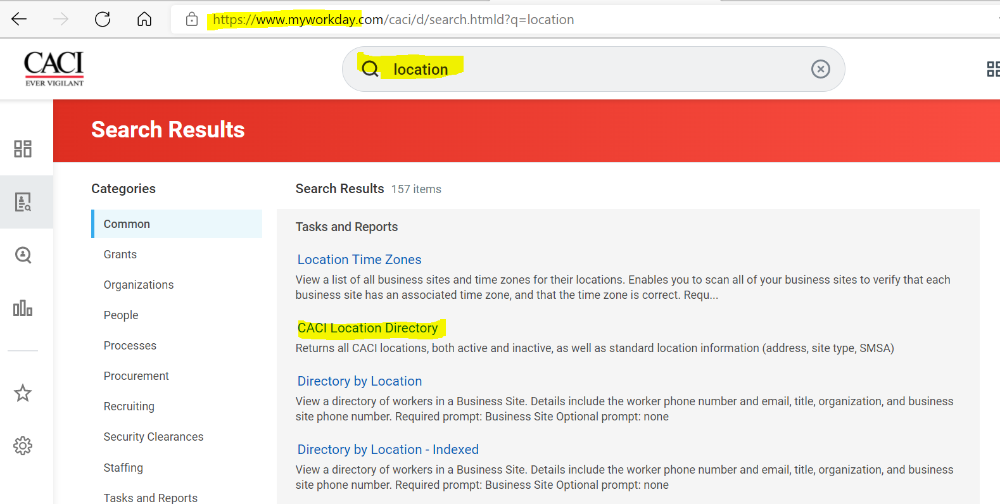 https://www.myworkday.com/caci/d/search.htmld?q=location
CACI
EVER VIGILANT
location
Search Results
Categories
Common
Grants
Organizations
People
Processes
Procurement
Recruiting
Security Clearances
Staffing
Tasks and Reports
Search Results 157 items
Tasks and Reports
Location Time Zones
View a list of all business sites and time zones for their locations. Enables you to scan all of your business sites to verify that each
business site has an associated time zone, and that the time zone is correct. Requ...
CACI Location Directory
Returns all CACI locations, both active and inactive, as well as standard location information (address, site type, SMSA)
Directory by Location
View a directory of workers in a Business Site. Details include the worker phone number and email, title, organization, and business
site phone number. Required prompt: Business Site Optional prompt: none
Directory by Location - Indexed
View a directory of workers in a Business Site. Details include the worker phone number and email, title, organization, and business
site phone number. Required prompt: Business Site Optional prompt: none